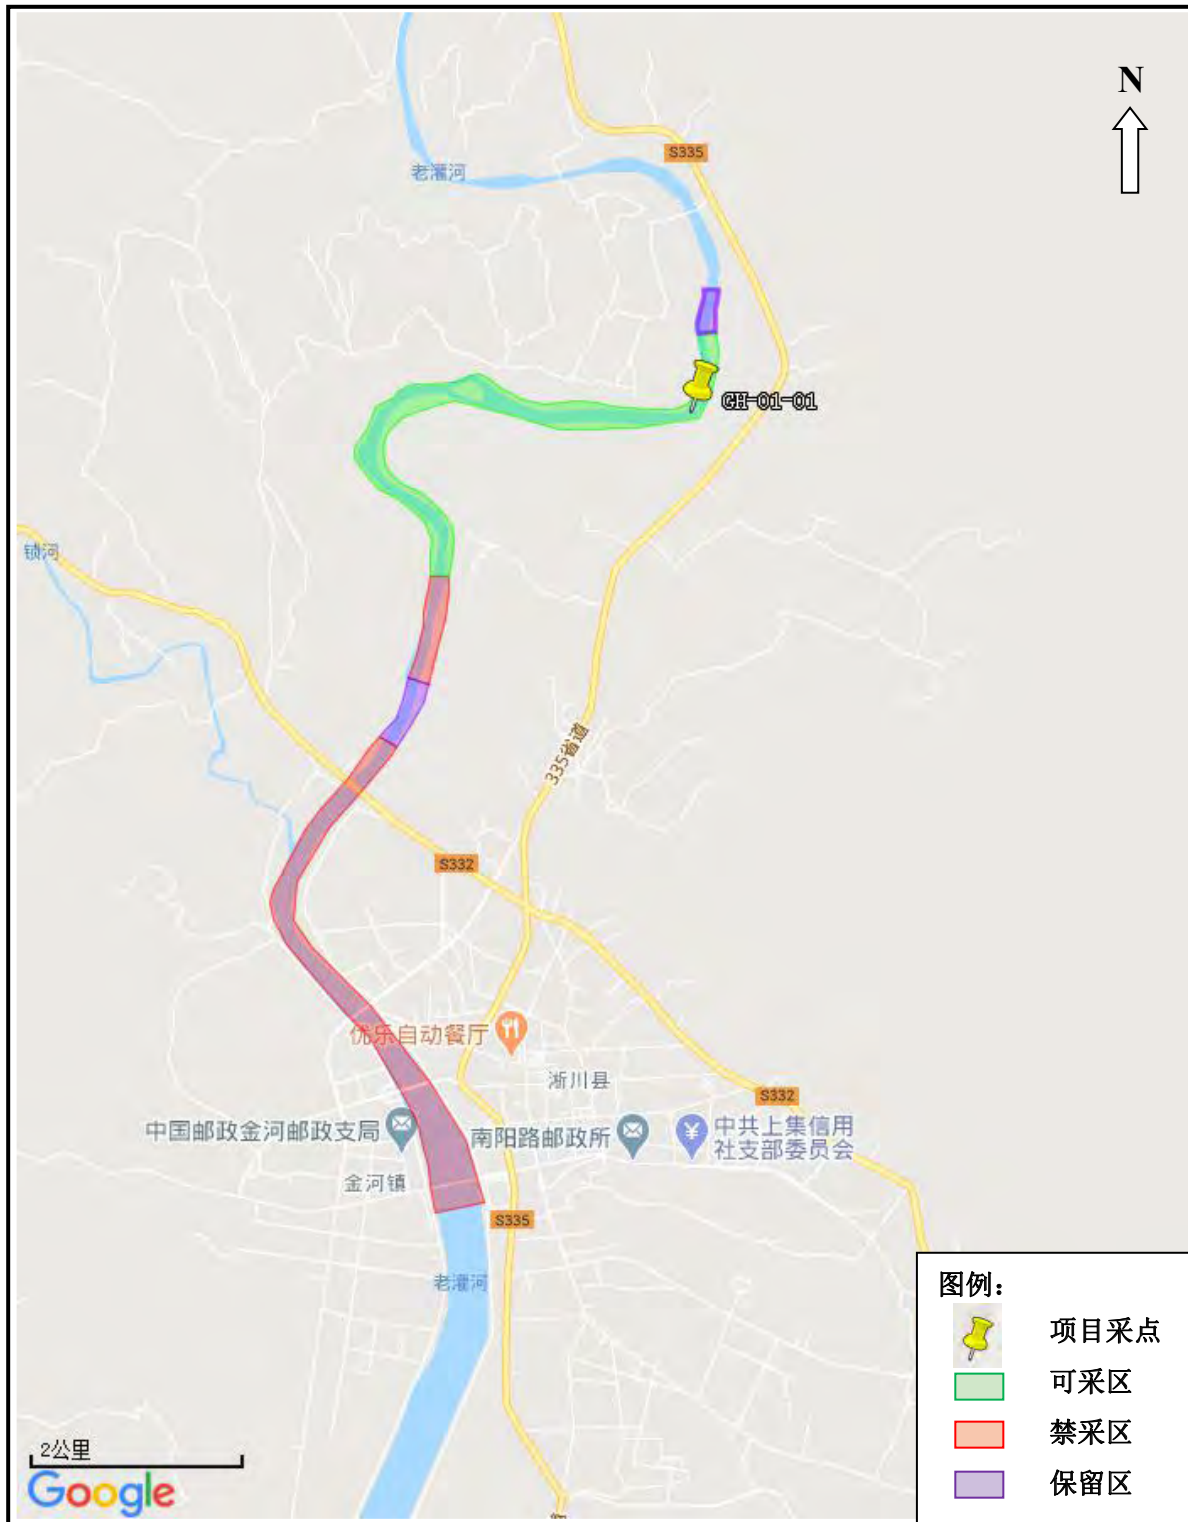 N
S335
老灌河
GH-01-01
锁河
335省道
S332
优乐自动餐厅
淅川县
S332
中国邮政金河邮政支局
南阳路邮政所
中共上集信用
社支部委员会
金河镇
S335
老灌河
图例：
项目采点
可采区
禁采区
保留区
2公里
Google